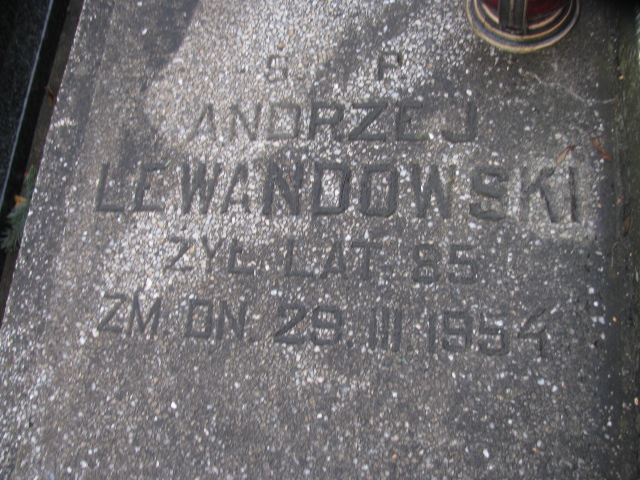 Ś. P.
ANDRZEJ
LEWANDOWSKI
ŻYŁ LAT 85
ZM DN 29 III 1954